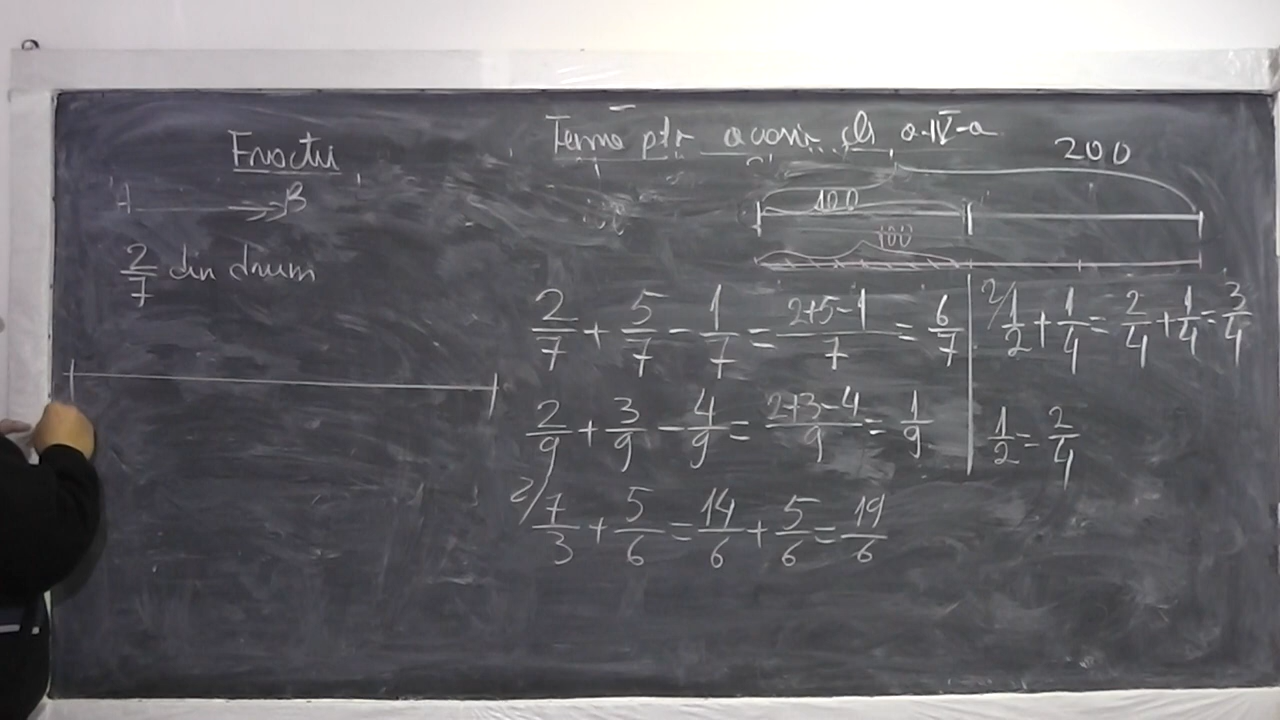 Fractii
A B
2/7 din drum
Temă ptr acasă cls a-IV-a
200
100
100
2/7 + 5/7 - 1/7 = (2+5-1)/7 = 6/7
2/9 + 3/9 - 4/9 = (2+3-4)/9 = 1/9
2/ 7/3 + 5/6 = 14/6 + 5/6 = 19/6
2/ 1/2 + 1/4 = 2/4 + 1/4 = 3/4
1/2 = 2/4